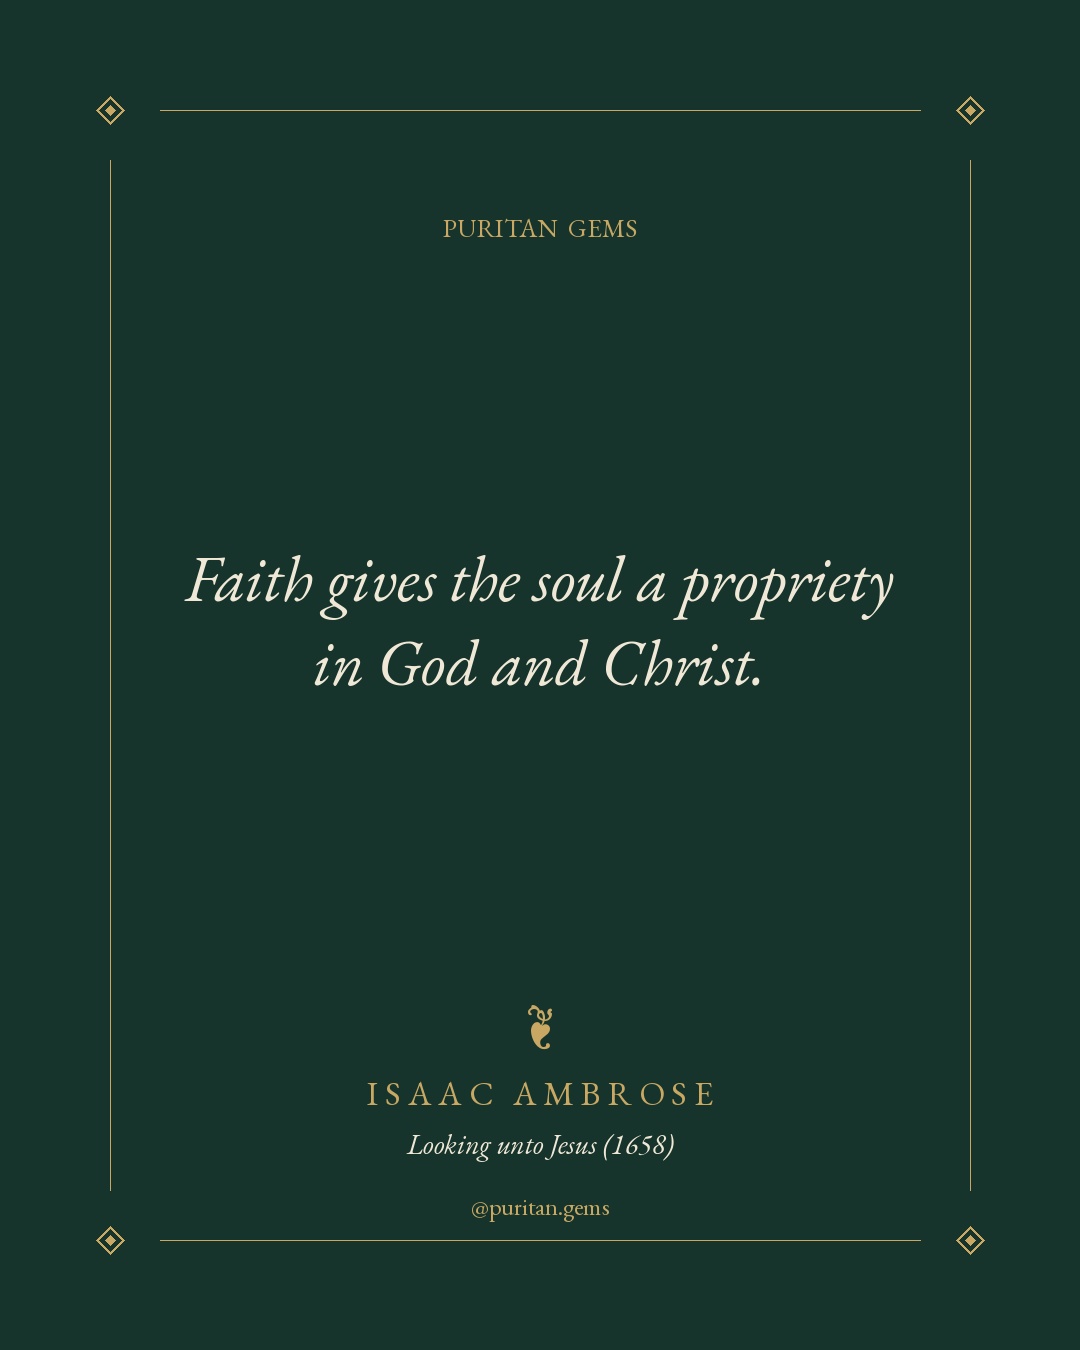 PURITAN GEMS
Faith gives the soul a propriety
in God and Christ.
ISAAC AMBROSE
Looking unto Jesus (1658)
@puritan.gems